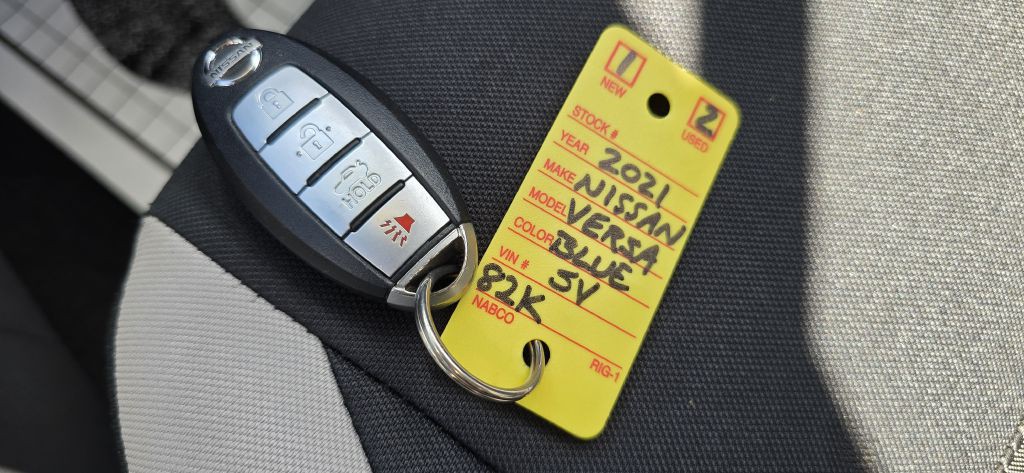 NISSAN
HOLD
1 2
NEW USED
STOCK #
YEAR 2021
MAKE NISSAN
MODEL VERSA
COLOR BLUE
VIN # SV
82K
NABCO RIG-1